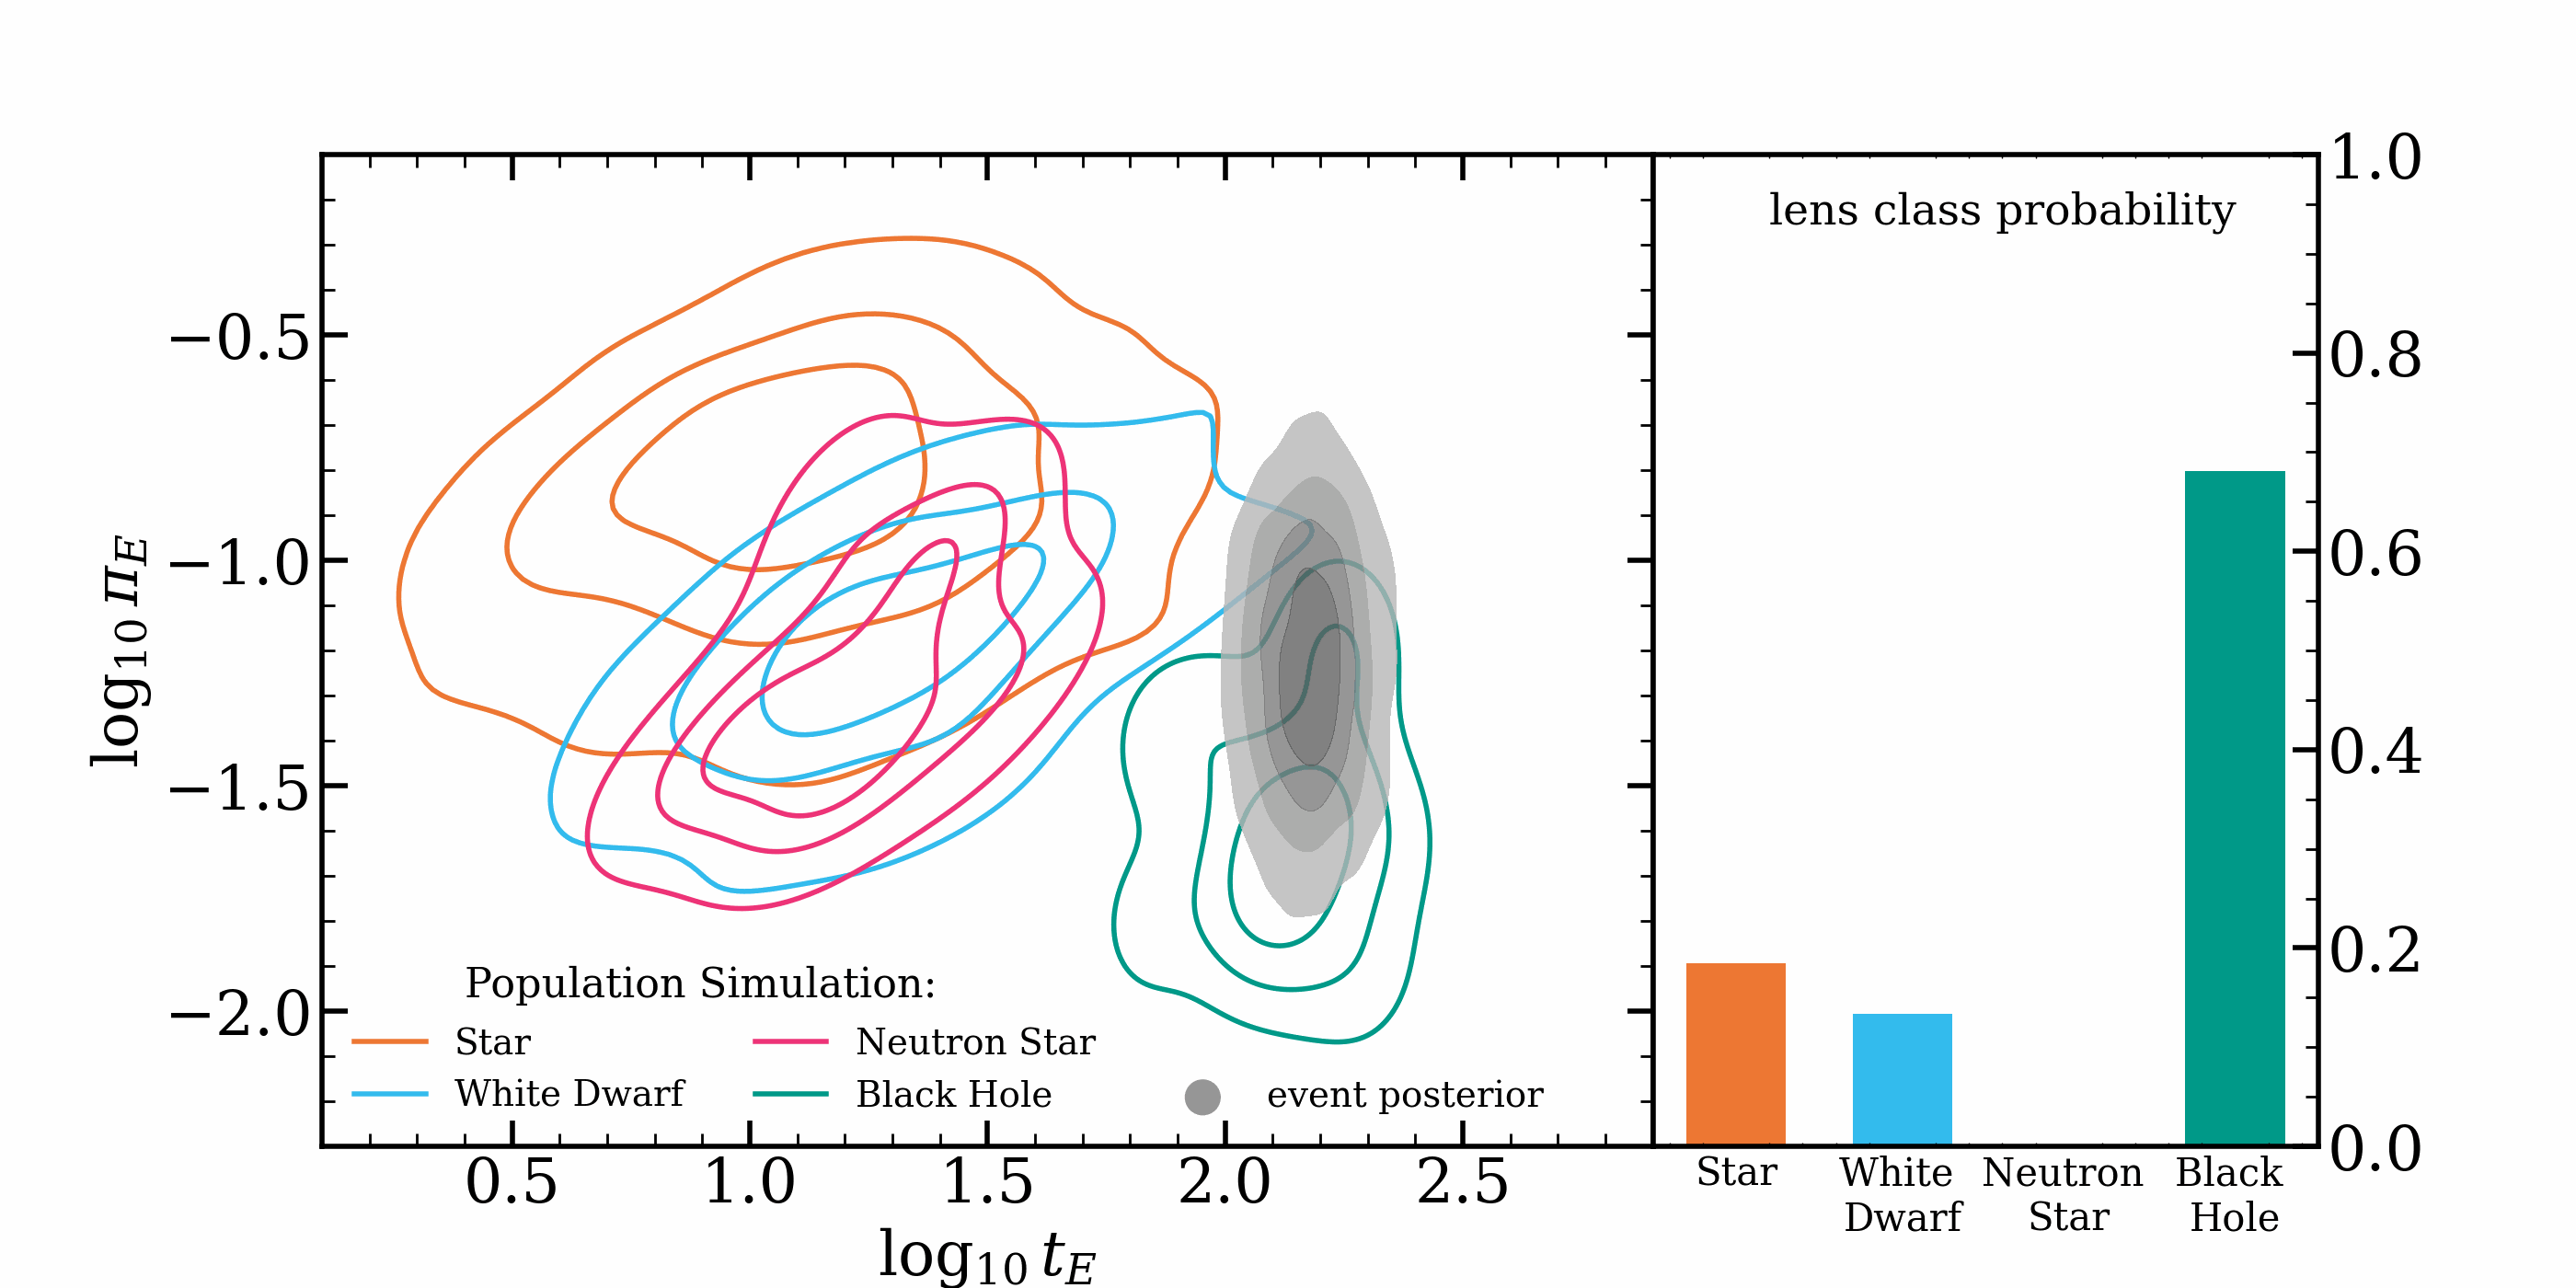 lens class probability
1.0
0.8
0.6
0.4
0.2
0.0
−0.5
−1.0
−1.5
−2.0
log₁₀ π_E
Population Simulation:
Star
Neutron Star
White Dwarf
Black Hole
event posterior
0.5 1.0 1.5 2.0 2.5
log₁₀ t_E
Star White Neutron Black
Dwarf Star Hole